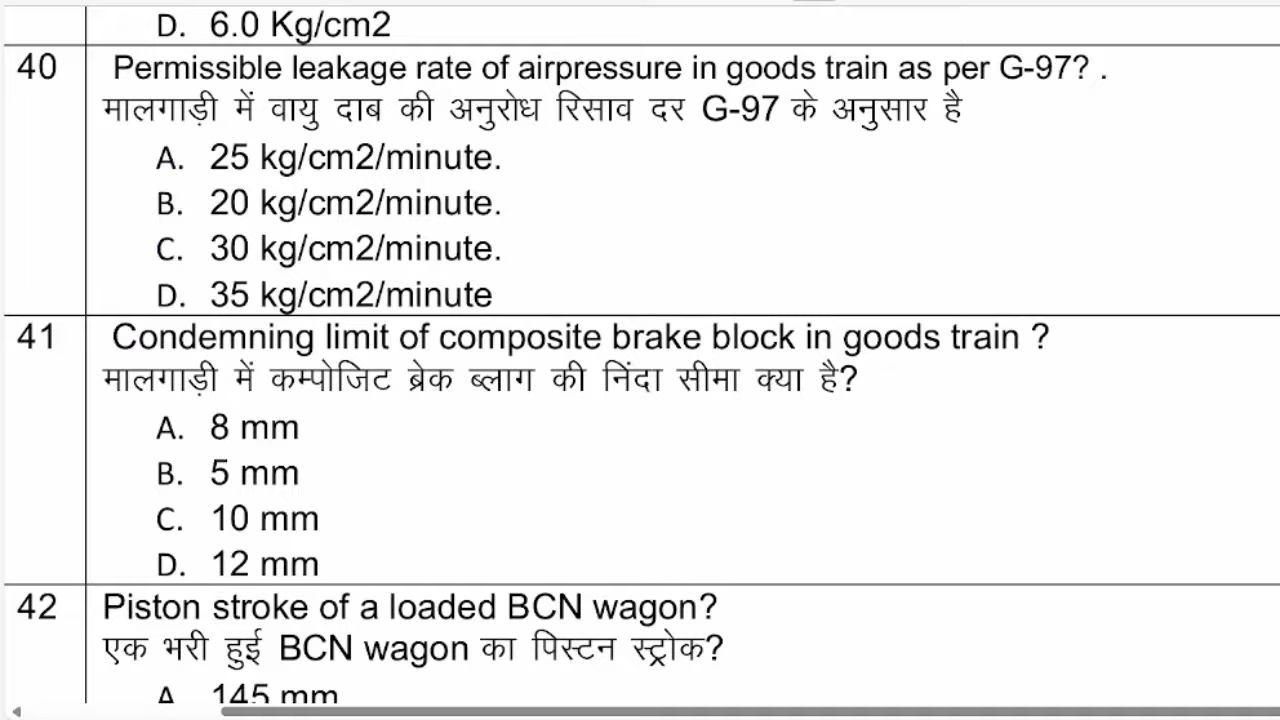 D. 6.0 Kg/cm2
40 Permissible leakage rate of airpressure in goods train as per G-97? .
मालगाड़ी में वायु दाब की अनुरोध रिसाव दर G-97 के अनुसार है
A. 25 kg/cm2/minute.
B. 20 kg/cm2/minute.
C. 30 kg/cm2/minute.
D. 35 kg/cm2/minute
41 Condemning limit of composite brake block in goods train ?
मालगाड़ी में कम्पोजिट ब्रेक ब्लाग की निंदा सीमा क्या है?
A. 8 mm
B. 5 mm
C. 10 mm
D. 12 mm
42 Piston stroke of a loaded BCN wagon?
एक भरी हुई BCN wagon का पिस्टन स्ट्रोक?
A 145 mm